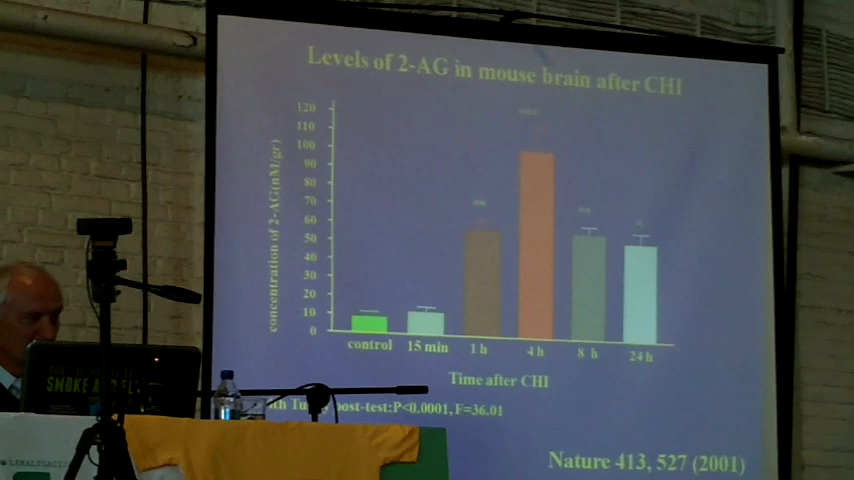 Levels of 2-AG in mouse brain after CHI
120
110
100
90
80
70
60
50
40
30
20
10
0
concentration of 2-AG(nM/gr)
control 15 min 1 h 4 h 8 h 24 h
Time after CHI
post-test:P<0.0001, F=36.01
Nature 413, 527 (2001)
SMOKE